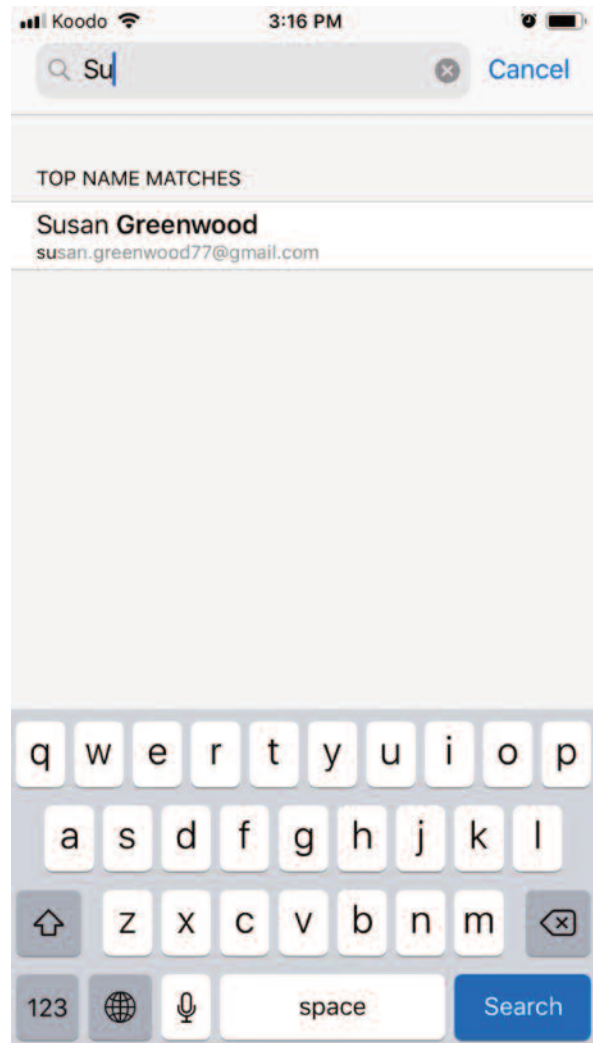 Koodo 3:16 PM
Su Cancel
TOP NAME MATCHES
Susan Greenwood
susan.greenwood77@gmail.com
q w e r t y u i o p
a s d f g h j k l
z x c v b n m
123 space Search